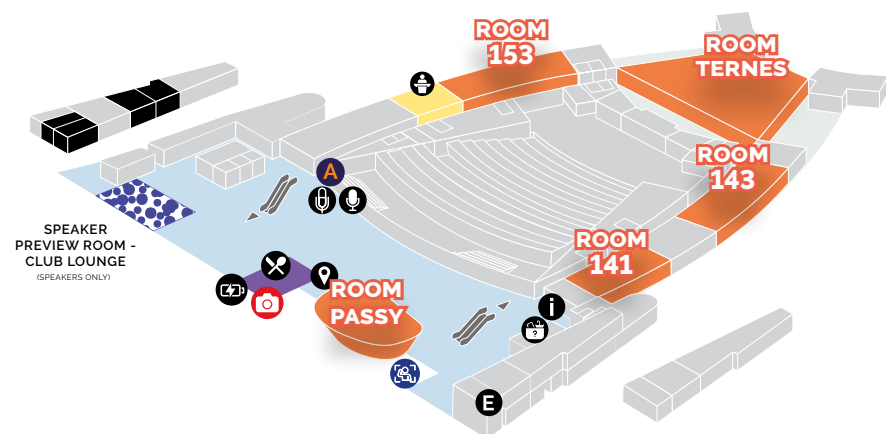 ROOM
153
ROOM
TERNES
A
ROOM
143
SPEAKER
PREVIEW ROOM -
CLUB LOUNGE
(SPEAKERS ONLY)
ROOM
141
ROOM
PASSY
i
?
E